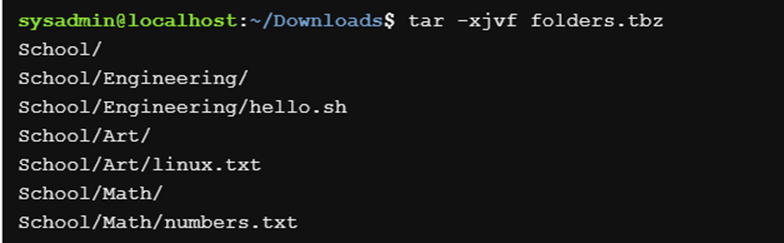 sysadmin@localhost:~/Downloads$ tar -xjvf folders.tbz
School/
School/Engineering/
School/Engineering/hello.sh
School/Art/
School/Art/linux.txt
School/Math/
School/Math/numbers.txt